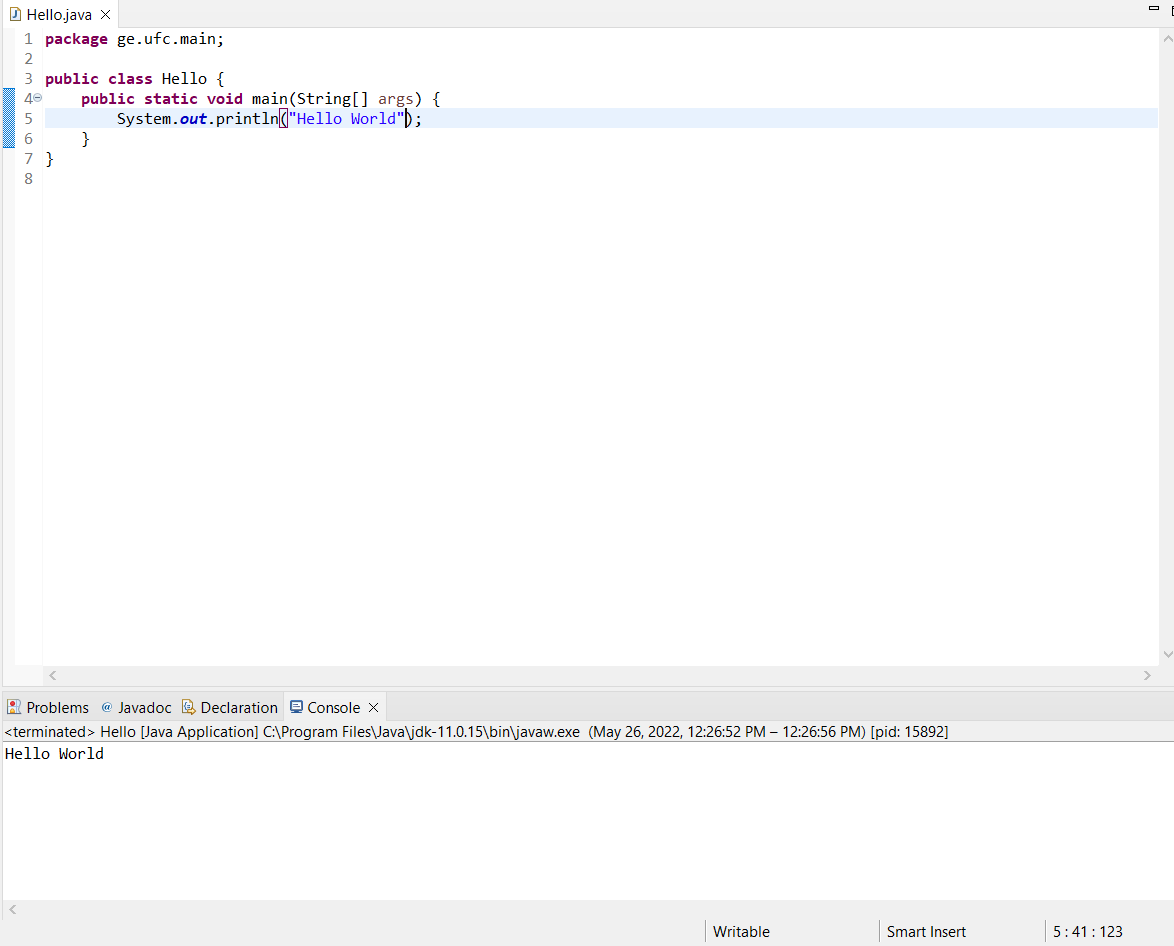 Hello.java
1 package ge.ufc.main;
2
3 public class Hello {
4 public static void main(String[] args) {
5 System.out.println("Hello World");
6 }
7 }
8
Problems @ Javadoc Declaration Console
<terminated> Hello [Java Application] C:\Program Files\Java\jdk-11.0.15\bin\javaw.exe (May 26, 2022, 12:26:52 PM – 12:26:56 PM) [pid: 15892]
Hello World
Writable Smart Insert 5 : 41 : 123